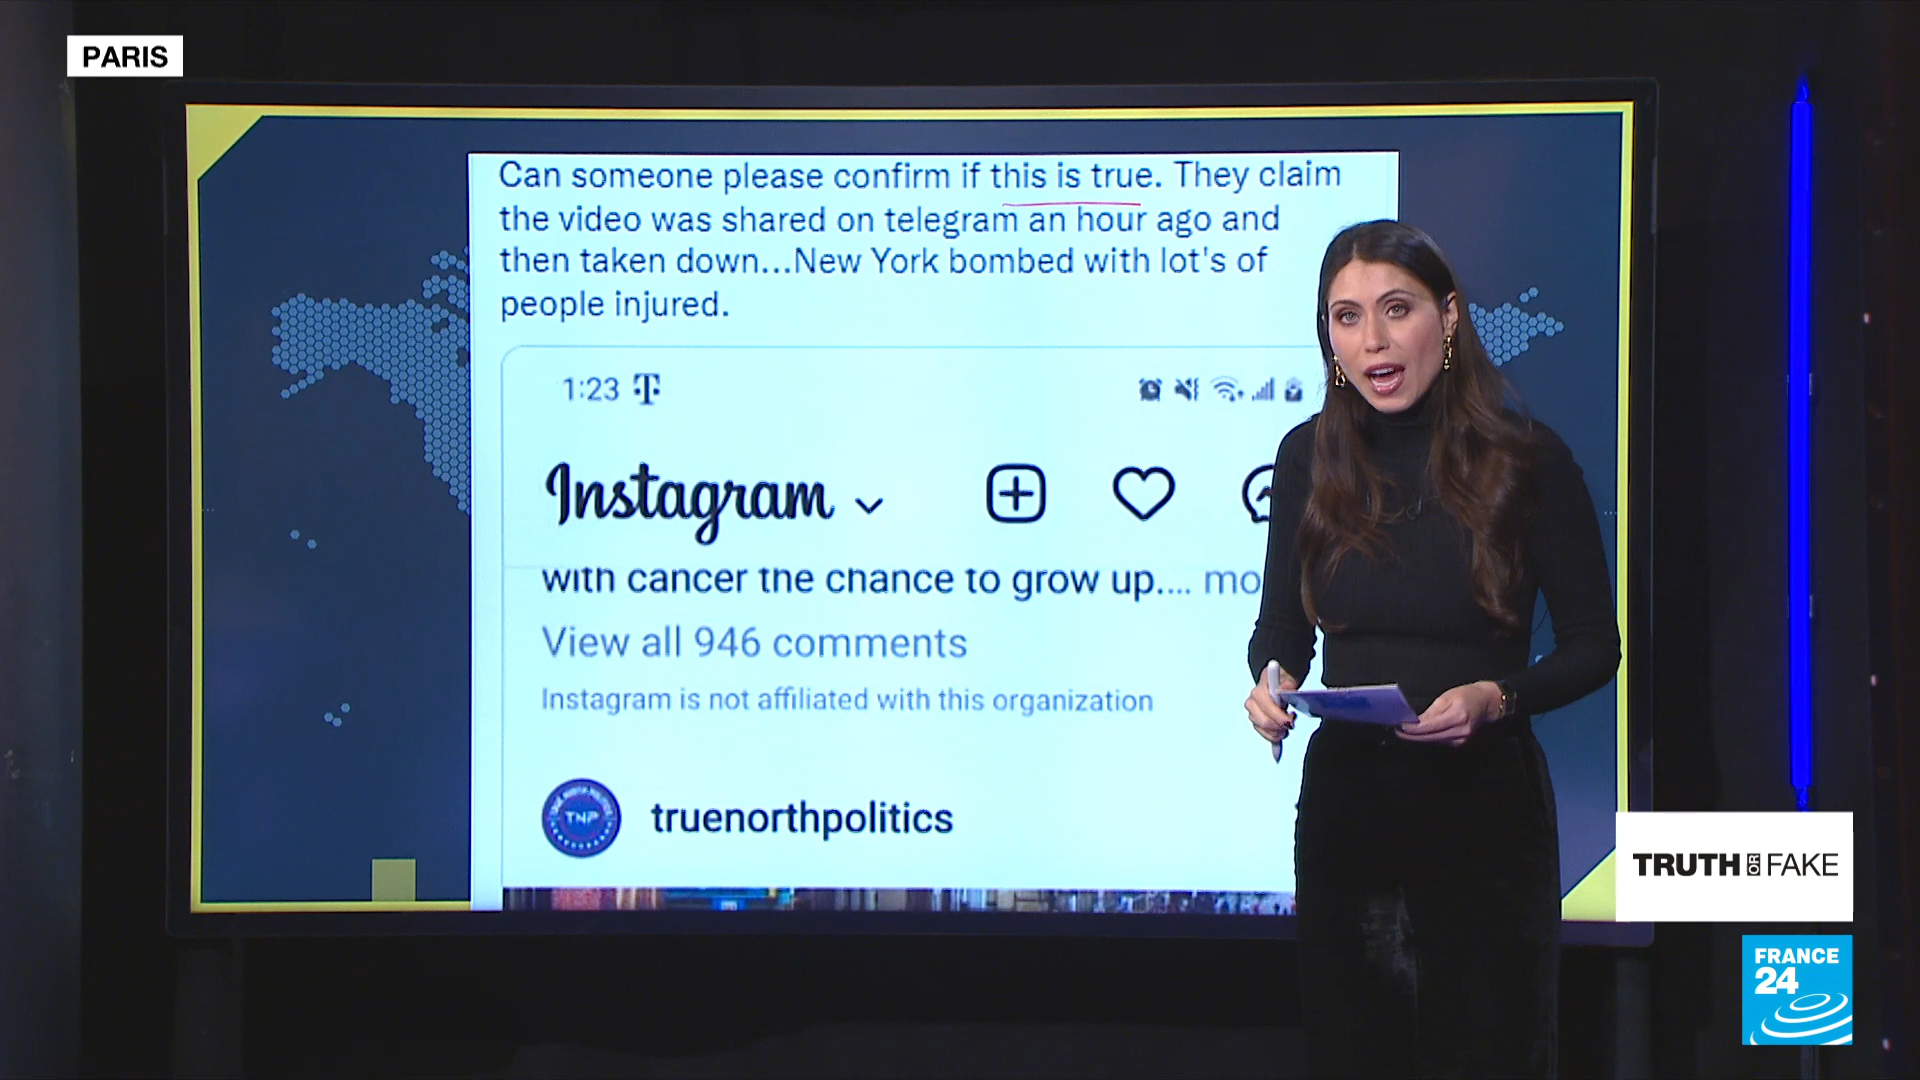 PARIS
Can someone please confirm if this is true. They claim
the video was shared on telegram an hour ago and
then taken down...New York bombed with lot's of
people injured.
1:23
Instagram
with cancer the chance to grow up.... mo
View all 946 comments
Instagram is not affiliated with this organization
TNP
truenorthpolitics
TRUTH OR FAKE
FRANCE
24